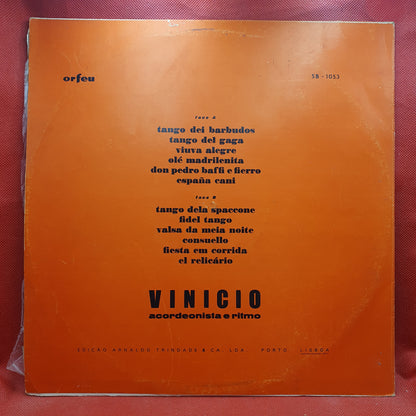 orfeu
SB - 1053
face A
tango dei barbudos
tango del gaga
viuva alegre
olé madrilenita
don pedro baffi e fierro
españa cani
face B
tango dela spaccone
fidel tango
valsa da meia noite
consuello
fiesta em corrida
el relicário
VINICIO
acordeonista e ritmo
EDIÇÃO ARNALDO TRINDADE & CA. LDA. PORTO LISBOA